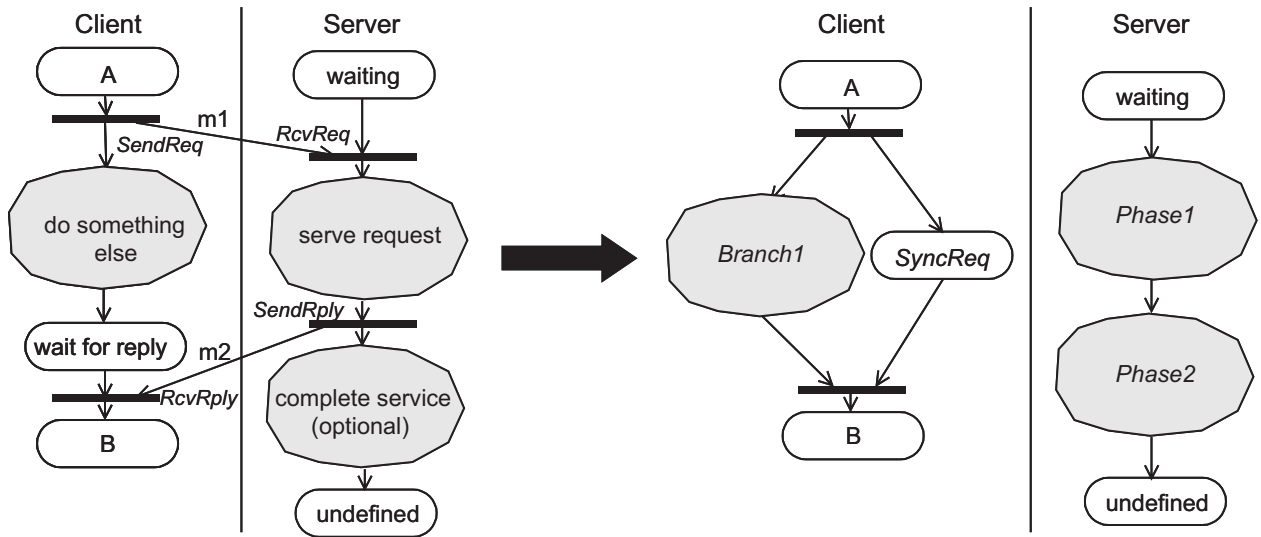 Client
Server
A
waiting
m1
RcvReq
SendReq
do something
else
serve request
SendRply
wait for reply
m2
RcvRply
complete service
(optional)
B
undefined
Client
Server
A
waiting
Branch1
SyncReq
Phase1
Phase2
B
undefined